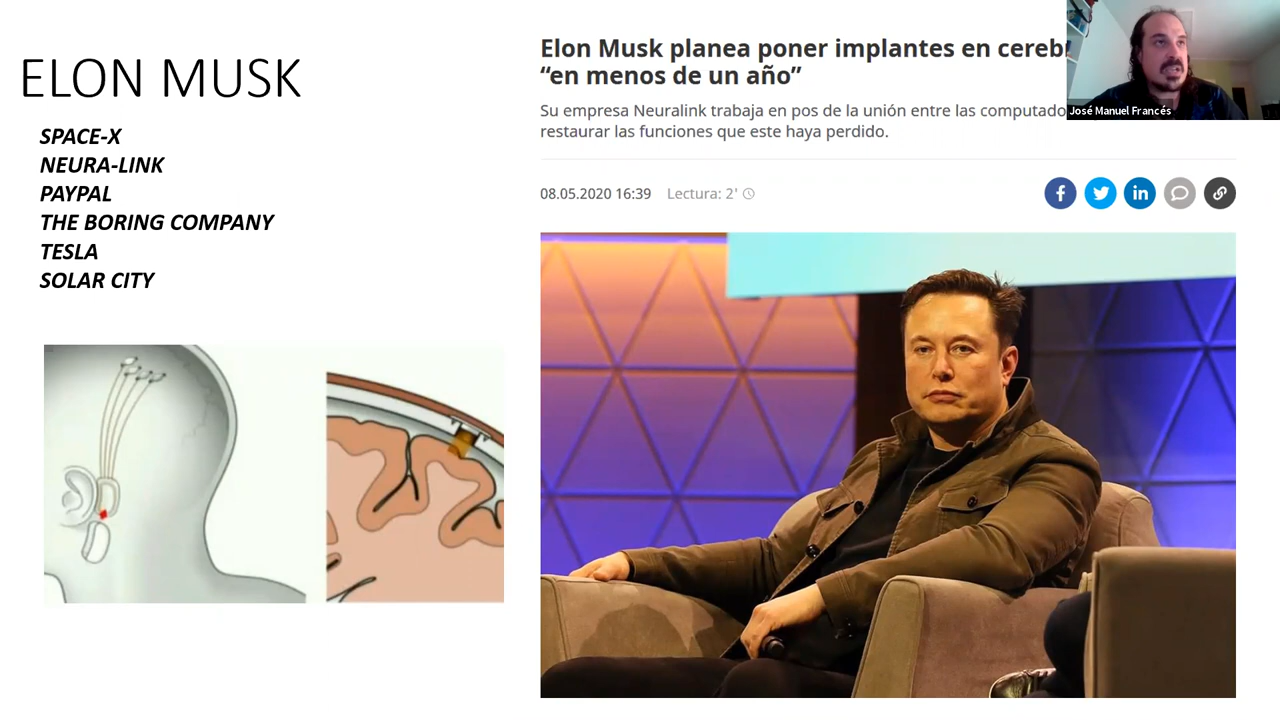 ELON MUSK
SPACE-X
NEURA-LINK
PAYPAL
THE BORING COMPANY
TESLA
SOLAR CITY
Elon Musk planea poner implantes en
“en menos de un año”
Su empresa Neuralink trabaja en pos de la unión entre las
restaurar las funciones que este haya perdido.
08.05.2020 16:39 Lectura: 2'
f
in
José Manuel Francés